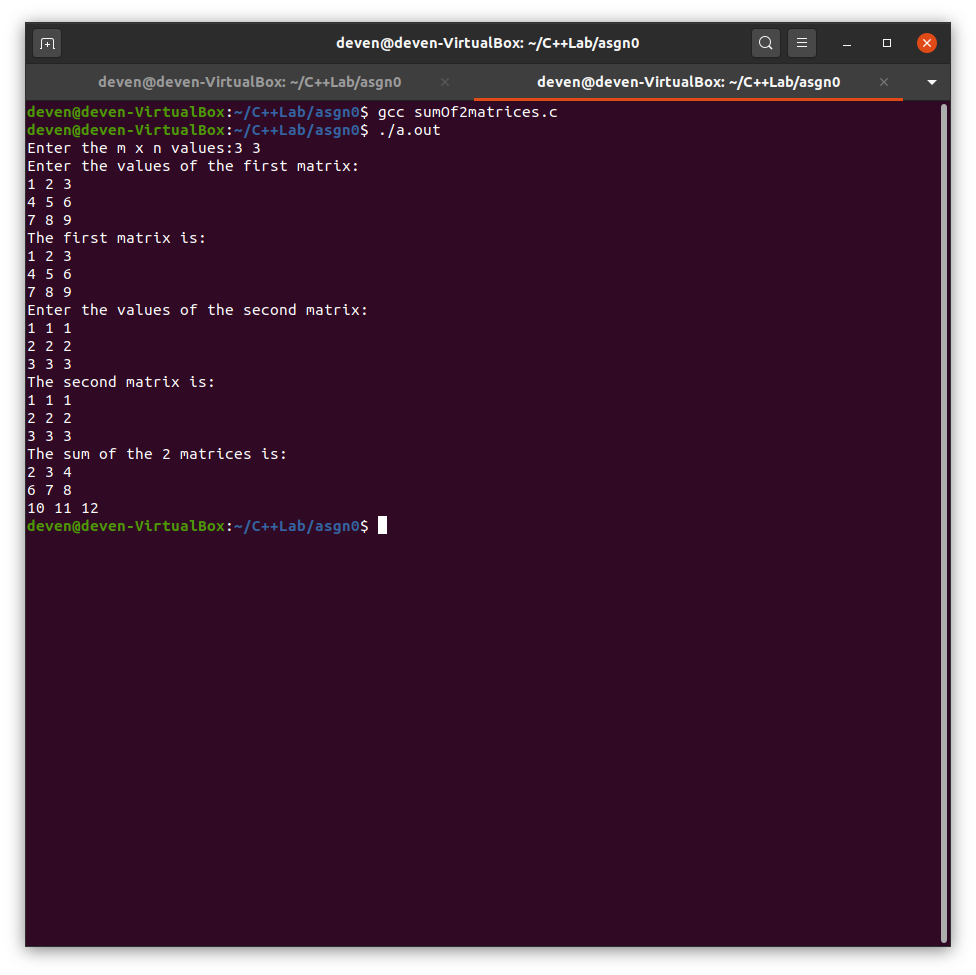 deven@deven-VirtualBox: ~/C++Lab/asgn0
deven@deven-VirtualBox: ~/C++Lab/asgn0 deven@deven-VirtualBox: ~/C++Lab/asgn0
deven@deven-VirtualBox:~/C++Lab/asgn0$ gcc sumOf2matrices.c
deven@deven-VirtualBox:~/C++Lab/asgn0$ ./a.out
Enter the m x n values:3 3
Enter the values of the first matrix:
1 2 3
4 5 6
7 8 9
The first matrix is:
1 2 3
4 5 6
7 8 9
Enter the values of the second matrix:
1 1 1
2 2 2
3 3 3
The second matrix is:
1 1 1
2 2 2
3 3 3
The sum of the 2 matrices is:
2 3 4
6 7 8
10 11 12
deven@deven-VirtualBox:~/C++Lab/asgn0$